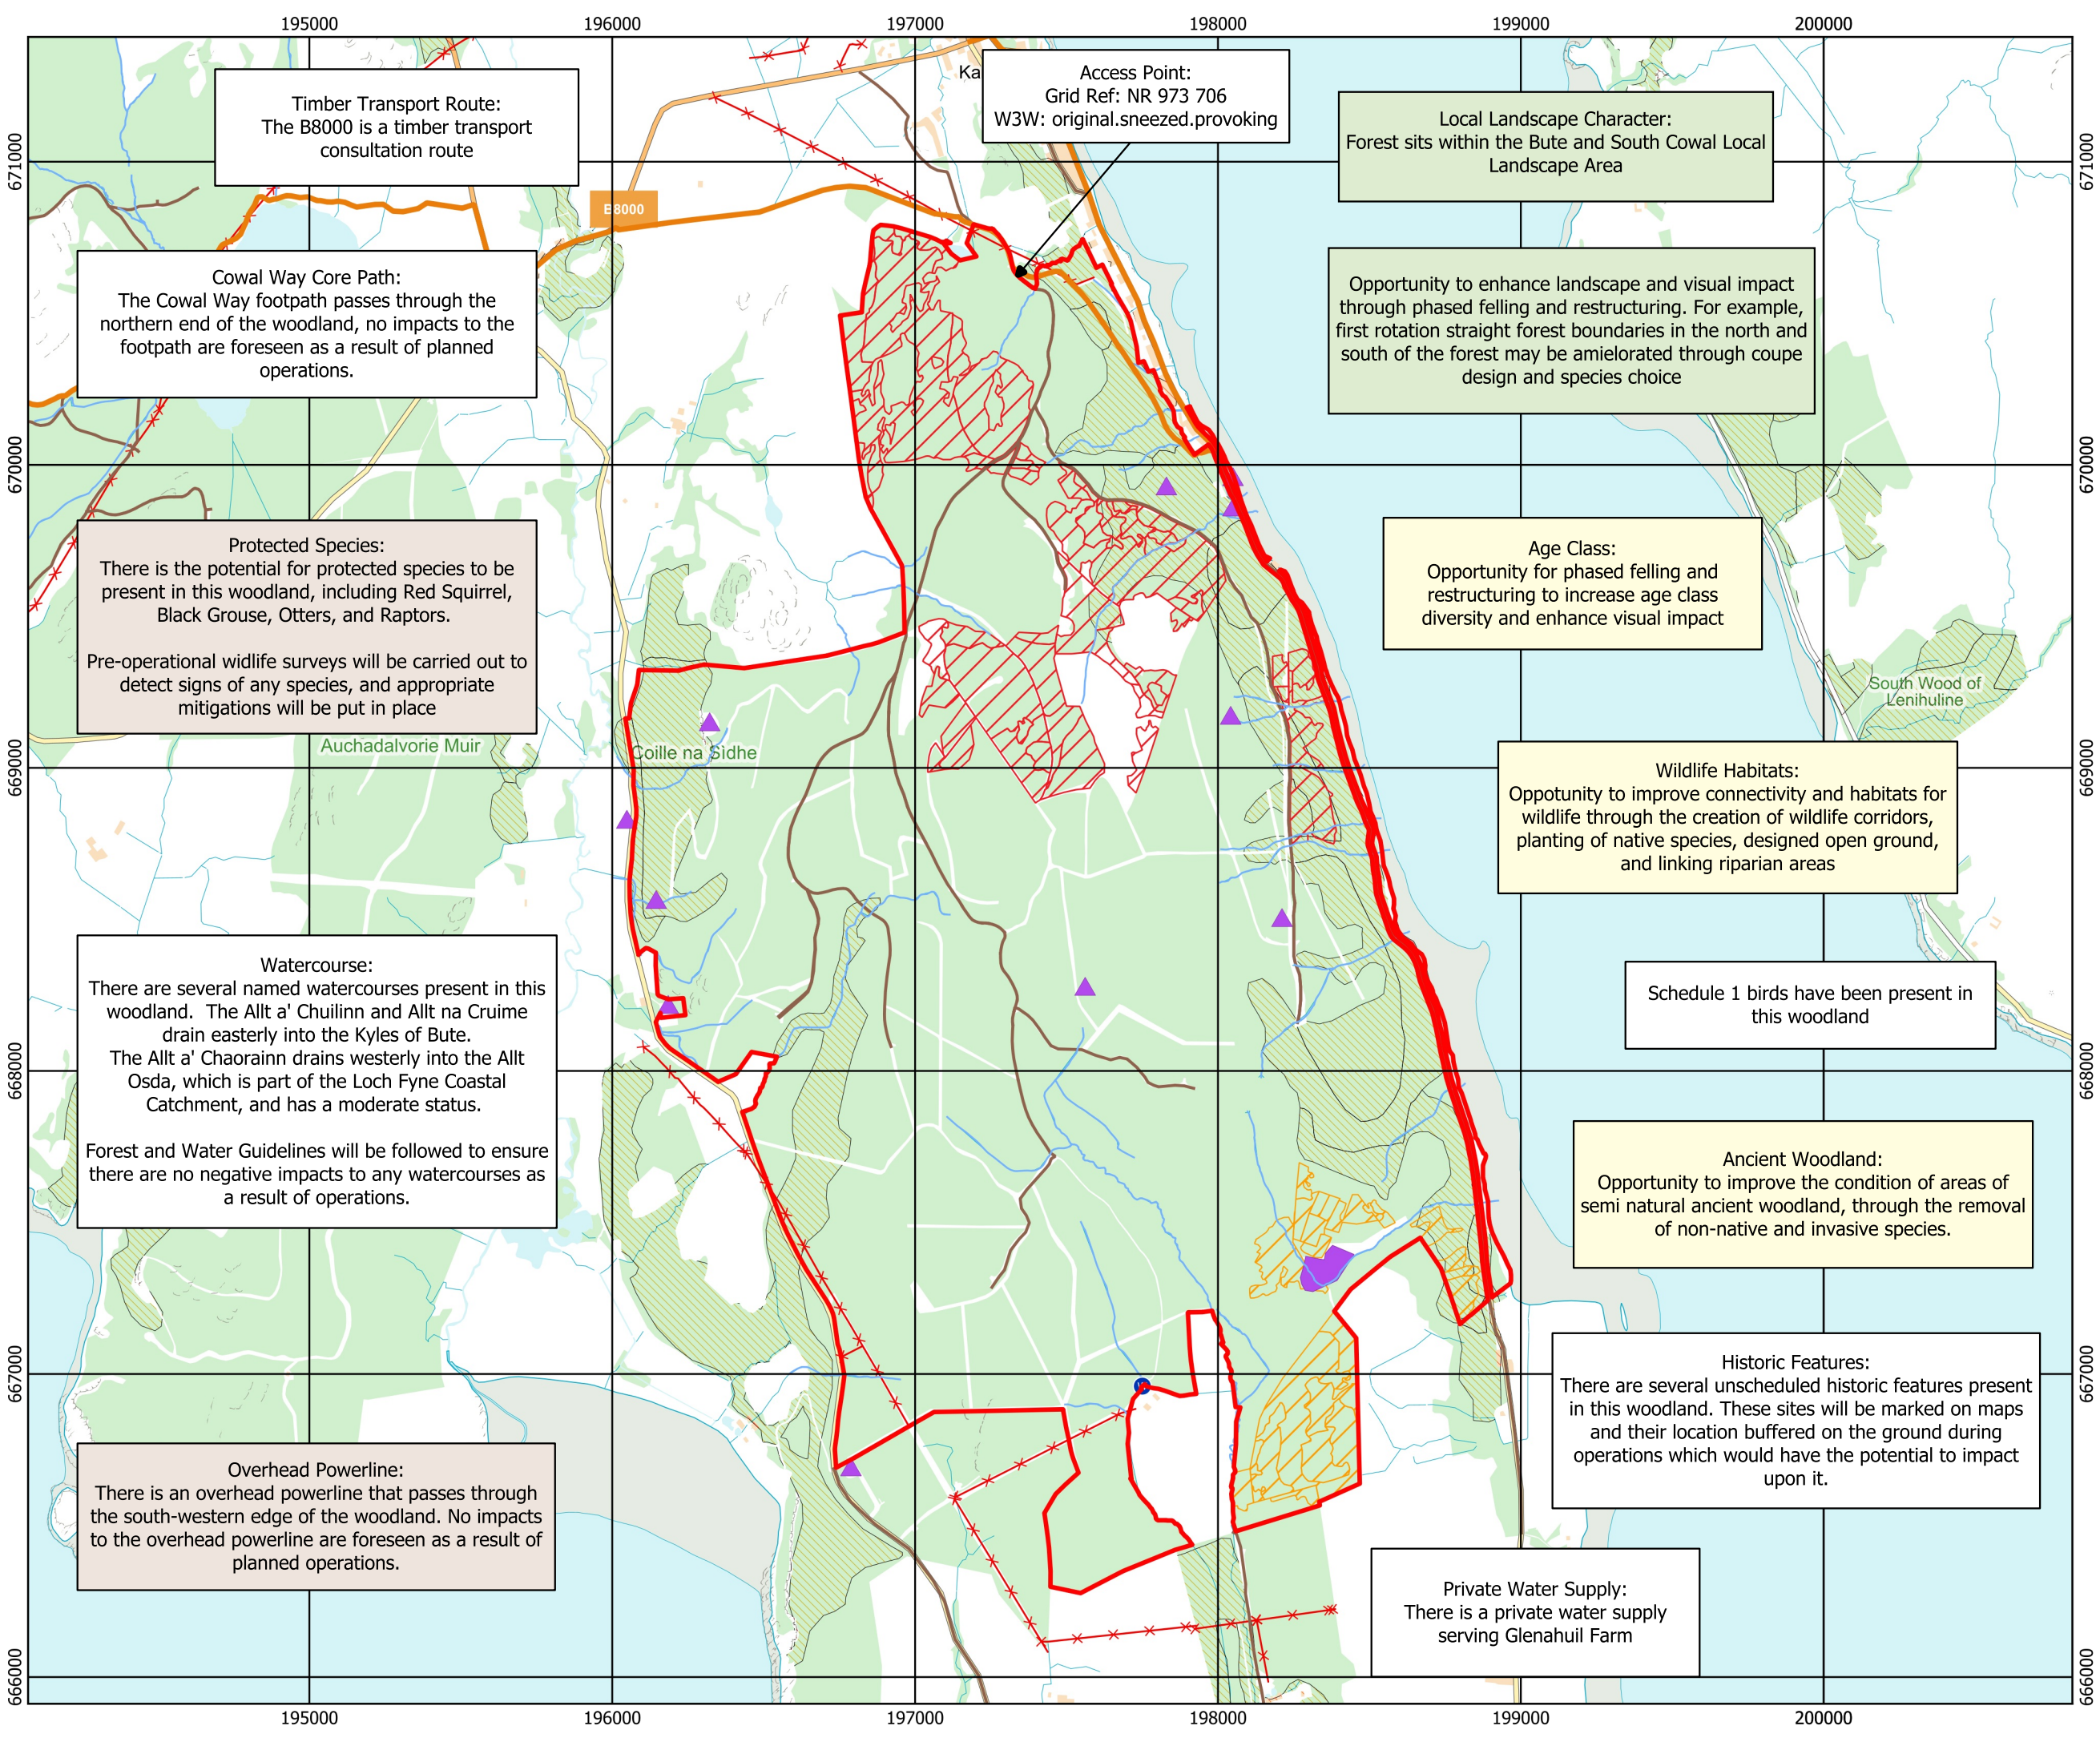 195000
196000
197000
198000
199000
200000
671000
670000
669000
668000
667000
666000
Timber Transport Route:
The B8000 is a timber transport
consultation route
Ka
Access Point:
Grid Ref: NR 973 706
W3W: original.sneezed.provoking
Local Landscape Character:
Forest sits within the Bute and South Cowal Local
Landscape Area
B8000
Cowal Way Core Path:
The Cowal Way footpath passes through the
northern end of the woodland, no impacts to the
footpath are foreseen as a result of planned
operations.
Opportunity to enhance landscape and visual impact
through phased felling and restructuring. For example,
first rotation straight forest boundaries in the north and
south of the forest may be amielorated through coupe
design and species choice
Protected Species:
There is the potential for protected species to be
present in this woodland, including Red Squirrel,
Black Grouse, Otters, and Raptors.
Pre-operational widlife surveys will be carried out to
detect signs of any species, and appropriate
mitigations will be put in place
Age Class:
Opportunity for phased felling and
restructuring to increase age class
diversity and enhance visual impact
South Wood of
Lenihuline
Auchadalvorie Muir
Coille na Sidhe
Wildlife Habitats:
Oppotunity to improve connectivity and habitats for
wildlife through the creation of wildlife corridors,
planting of native species, designed open ground,
and linking riparian areas
Watercourse:
There are several named watercourses present in this
woodland. The Allt a' Chuilinn and Allt na Cruime
drain easterly into the Kyles of Bute.
The Allt a' Chaorainn drains westerly into the Allt
Osda, which is part of the Loch Fyne Coastal
Catchment, and has a moderate status.
Forest and Water Guidelines will be followed to ensure
there are no negative impacts to any watercourses as
a result of operations.
Schedule 1 birds have been present in
this woodland
Ancient Woodland:
Opportunity to improve the condition of areas of
semi natural ancient woodland, through the removal
of non-native and invasive species.
Historic Features:
There are several unscheduled historic features present
in this woodland. These sites will be marked on maps
and their location buffered on the ground during
operations which would have the potential to impact
upon it.
Overhead Powerline:
There is an overhead powerline that passes through
the south-western edge of the woodland. No impacts
to the overhead powerline are foreseen as a result of
planned operations.
Private Water Supply:
There is a private water supply
serving Glenahuil Farm
671000
670000
669000
668000
667000
666000
195000
196000
197000
198000
199000
200000